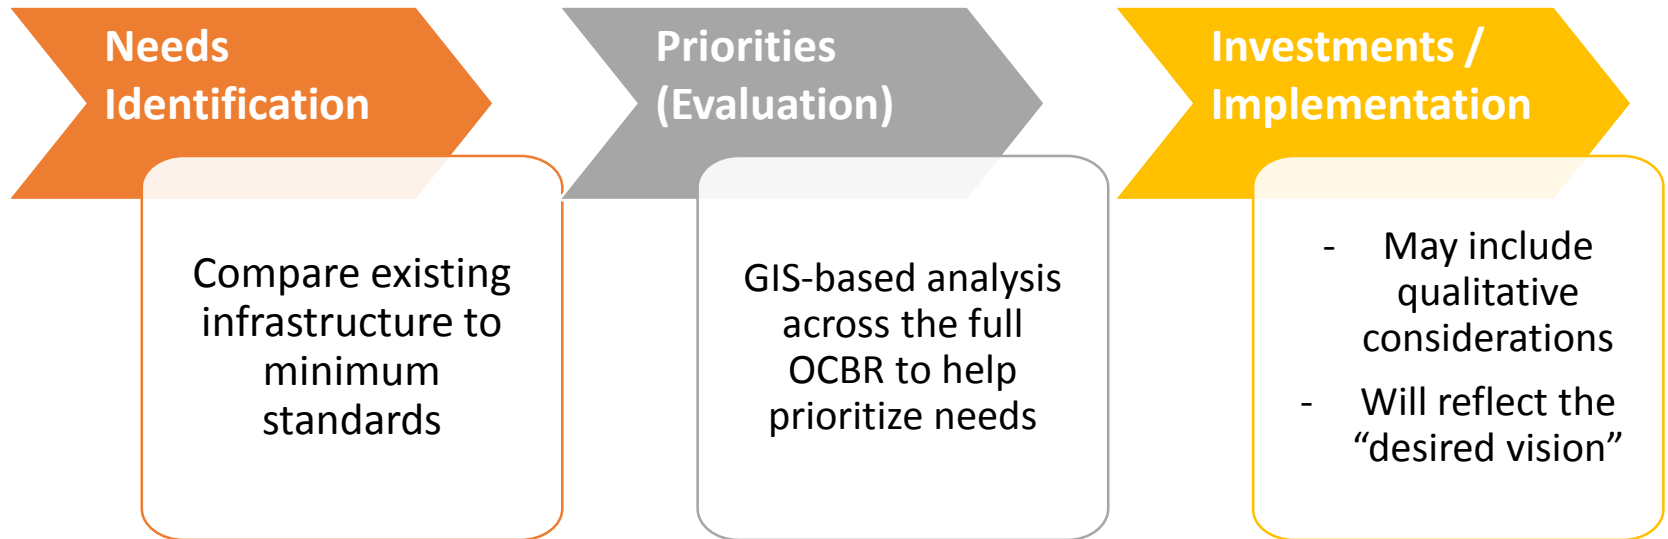 Needs
Identification
Compare existing
infrastructure to
minimum
standards
Priorities
(Evaluation)
GIS-based analysis
across the full
OCBR to help
prioritize needs
Investments /
Implementation
- May include
qualitative
considerations
- Will reflect the
“desired vision”